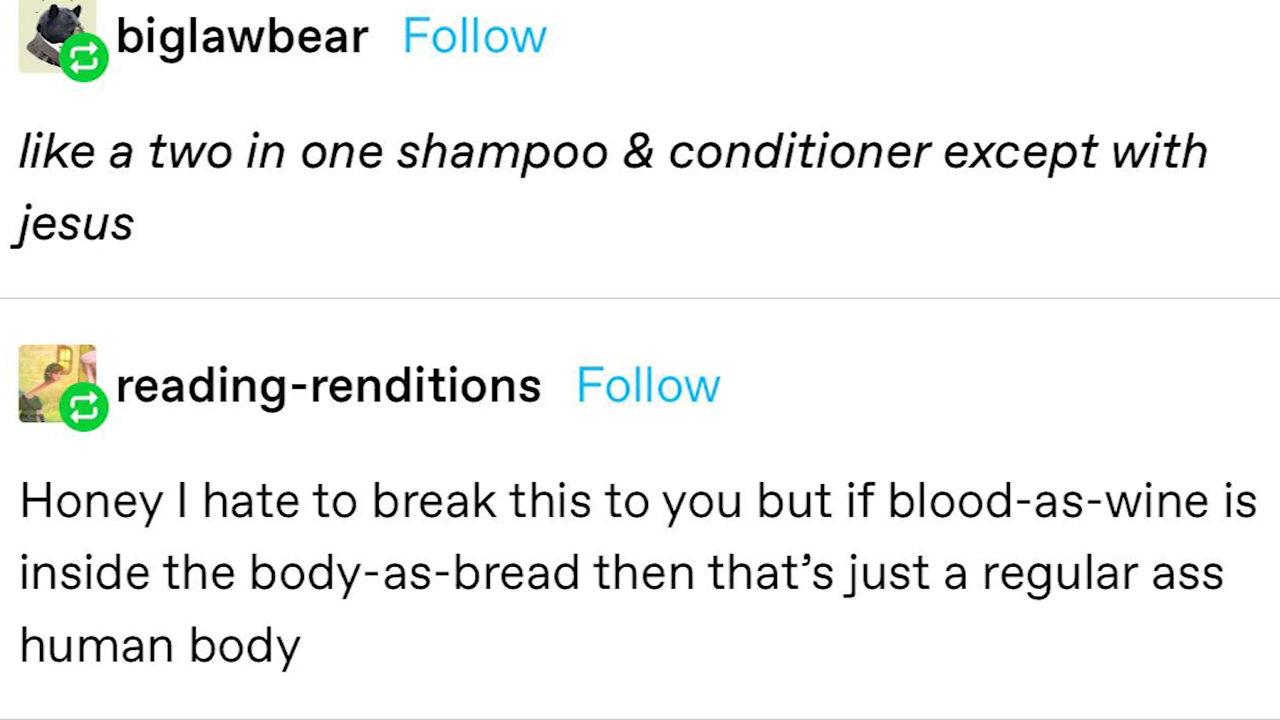 biglawbear Follow
like a two in one shampoo & conditioner except with
jesus
reading-renditions Follow
Honey I hate to break this to you but if blood-as-wine is
inside the body-as-bread then that’s just a regular ass
human body